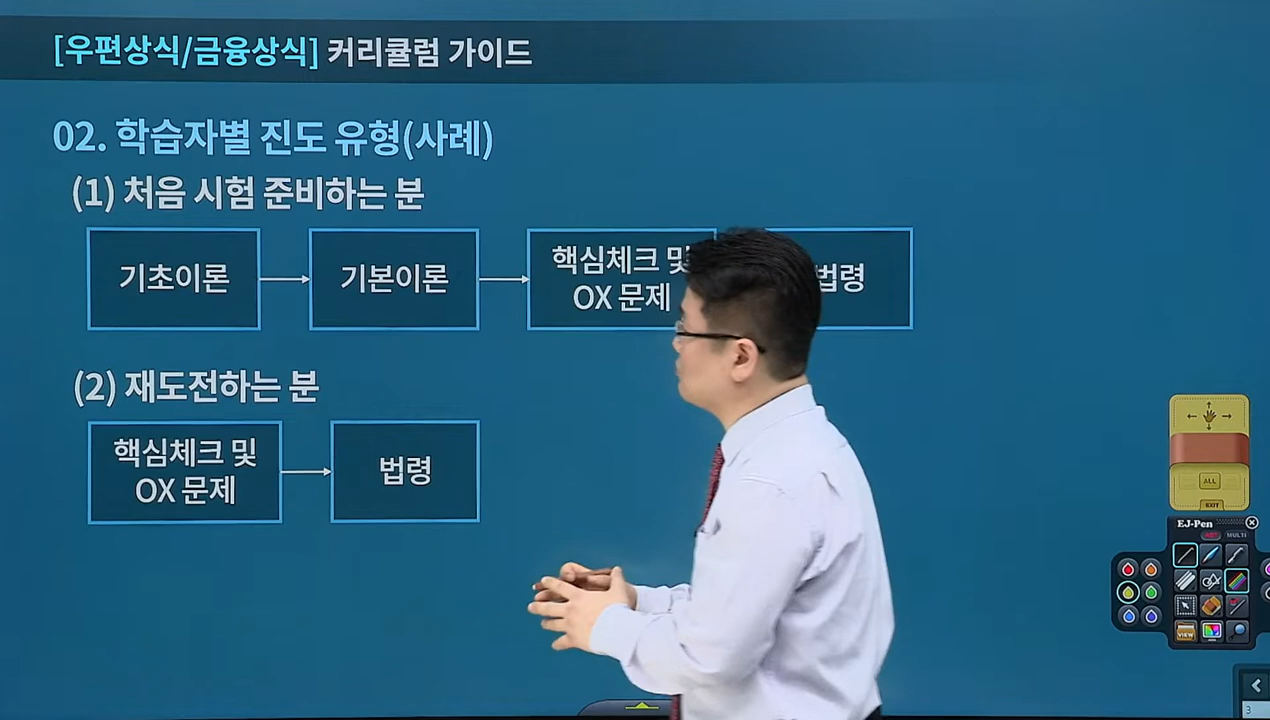 [우편상식/금융상식] 커리큘럼 가이드
02. 학습자별 진도 유형(사례)
(1) 처음 시험 준비하는 분
기초이론
기본이론
핵심체크 및
OX 문제
법령
(2) 재도전하는 분
핵심체크 및
OX 문제
법령
ALL
EXIT
EJ-Pen
MULTI
VIEW
3